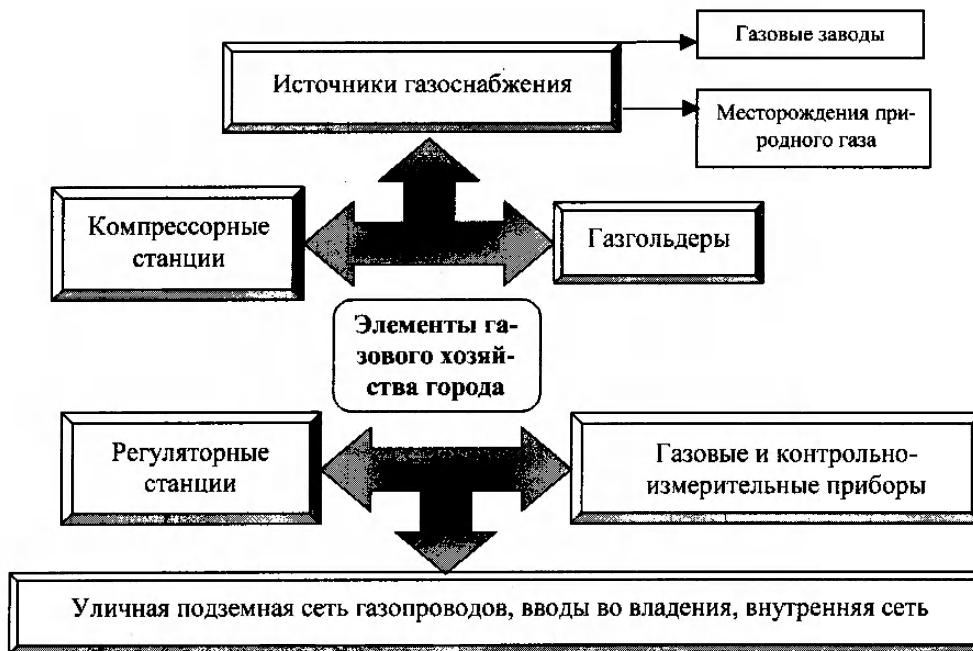 Газовые заводы
Источники газоснабжения
Месторождения при-
родного газа
Компрессорные
станции
Газгольдеры
Элементы га-
зового хозяй-
ства города
Регуляторные
станции
Газовые и контрольно-
измерительные приборы
Уличная подземная сеть газопроводов, вводы во владения, внутренняя сеть